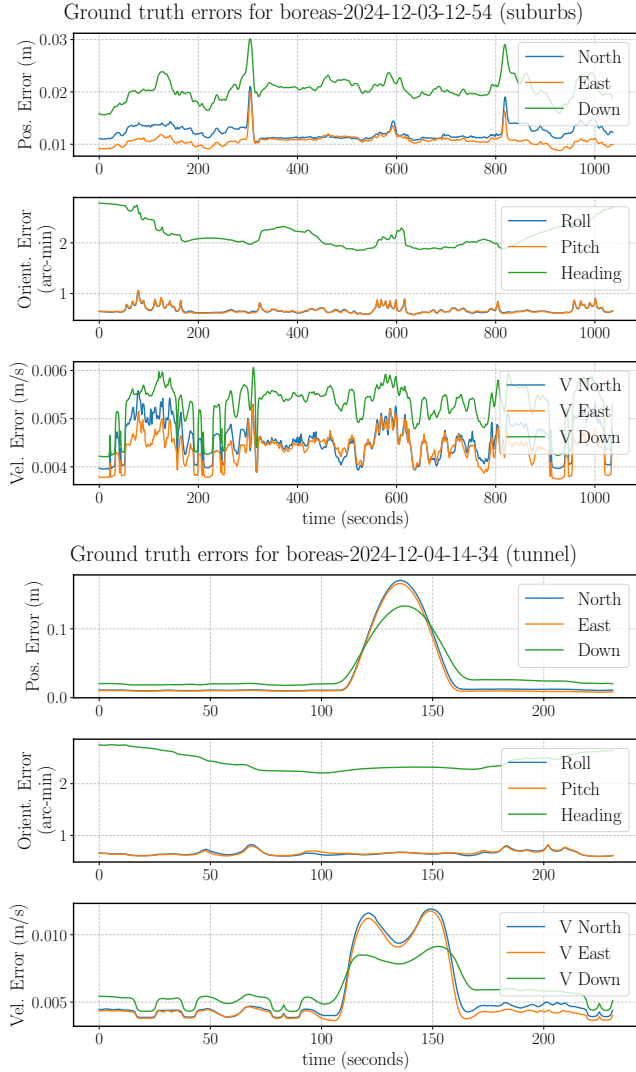 Ground truth errors for boreas-2024-12-03-12-54 (suburbs)
Pos. Error (m)
0.03
0.02
0.01
North
East
Down
0 200 400 600 800 1000
Orient. Error
(arc-min)
2
1
Roll
Pitch
Heading
0 200 400 600 800 1000
Vel. Error (m/s)
0.006
0.005
0.004
V North
V East
V Down
0 200 400 600 800 1000
time (seconds)
Ground truth errors for boreas-2024-12-04-14-34 (tunnel)
Pos. Error (m)
0.1
0.0
North
East
Down
0 50 100 150 200
Orient. Error
(arc-min)
2
1
Roll
Pitch
Heading
0 50 100 150 200
Vel. Error (m/s)
0.010
0.005
V North
V East
V Down
0 50 100 150 200
time (seconds)